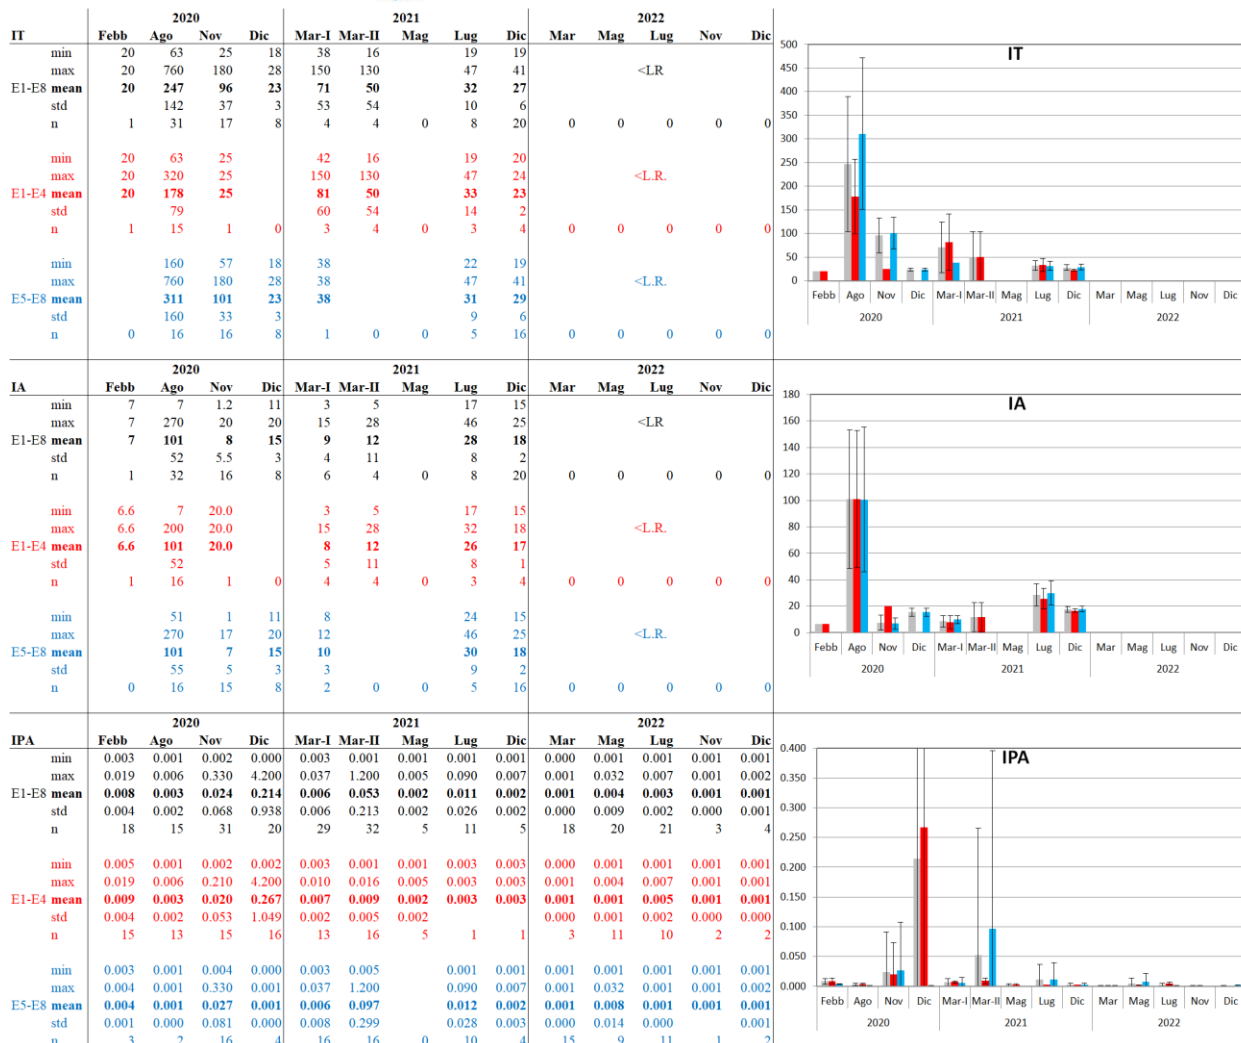 2020 2021 2022
IT Febb Ago Nov Dic Mar-I Mar-II Mag Lug Dic Mar Mag Lug Nov Dic
min 20 63 25 18 38 16 19 19
max 20 760 180 28 150 130 47 41 <LR
E1-E8 mean 20 247 96 23 71 50 32 27
std 142 37 3 53 54 10 6
n 1 31 17 8 4 4 0 8 20 0 0 0 0 0
min 20 63 25 42 16 19 20
max 20 320 25 150 130 47 24 <L.R.
E1-E4 mean 20 178 25 81 50 33 23
std 79 60 54 14 2
n 1 15 1 0 3 4 0 3 4 0 0 0 0 0
min 160 57 18 38 22 19
max 760 180 28 38 47 41 <L.R.
E5-E8 mean 311 101 23 38 31 29
std 160 33 3 9 6
n 0 16 16 8 1 0 0 5 16 0 0 0 0 0
IT
500
450
400
350
300
250
200
150
100
50
0
Febb Ago Nov Dic Mar-I Mar-II Mag Lug Dic Mar Mag Lug Nov Dic
2020 2021 2022
2020 2021 2022
IA Febb Ago Nov Dic Mar-I Mar-II Mag Lug Dic Mar Mag Lug Nov Dic
min 7 7 1.2 11 3 5 17 15
max 7 270 20 20 15 28 46 25 <LR
E1-E8 mean 7 101 8 15 9 12 28 18
std 52 5.5 3 4 11 8 2
n 1 32 16 8 6 4 0 8 20 0 0 0 0 0
min 6.6 7 20.0 3 5 17 15
max 6.6 200 20.0 15 28 32 18 <L.R.
E1-E4 mean 6.6 101 20.0 8 12 26 17
std 52 5 11 8 1
n 1 16 1 0 4 4 0 3 4 0 0 0 0 0
min 51 1 11 8 24 15
max 270 17 20 12 46 25 <L.R.
E5-E8 mean 101 7 15 10 30 18
std 55 5 3 3 9 2
n 0 16 15 8 2 0 0 5 16 0 0 0 0 0
IA
180
160
140
120
100
80
60
40
20
0
Febb Ago Nov Dic Mar-I Mar-II Mag Lug Dic Mar Mag Lug Nov Dic
2020 2021 2022
2020 2021 2022
IPA Febb Ago Nov Dic Mar-I Mar-II Mag Lug Dic Mar Mag Lug Nov Dic
min 0.003 0.001 0.002 0.000 0.003 0.001 0.001 0.001 0.001 0.000 0.001 0.001 0.001 0.001
max 0.019 0.006 0.330 4.200 0.037 1.200 0.005 0.090 0.007 0.001 0.032 0.007 0.001 0.002
E1-E8 mean 0.008 0.003 0.024 0.214 0.006 0.053 0.002 0.011 0.002 0.001 0.004 0.003 0.001 0.001
std 0.004 0.002 0.068 0.938 0.006 0.213 0.002 0.026 0.002 0.000 0.009 0.002 0.000 0.001
n 18 15 31 20 29 32 5 11 5 18 20 21 3 4
min 0.005 0.001 0.002 0.002 0.003 0.001 0.001 0.003 0.003 0.000 0.001 0.001 0.001 0.001
max 0.019 0.006 0.210 4.200 0.010 0.016 0.005 0.003 0.003 0.001 0.004 0.007 0.001 0.001
E1-E4 mean 0.009 0.003 0.020 0.267 0.007 0.009 0.002 0.003 0.003 0.001 0.001 0.005 0.001 0.001
std 0.004 0.002 0.053 1.049 0.002 0.005 0.002 0.000 0.001 0.002 0.000 0.000
n 15 13 15 16 13 16 5 1 1 3 11 10 2 2
min 0.003 0.001 0.004 0.000 0.003 0.005 0.001 0.001 0.001 0.001 0.001 0.001 0.001
max 0.004 0.001 0.330 0.001 0.037 1.200 0.090 0.007 0.001 0.032 0.001 0.001 0.002
E5-E8 mean 0.004 0.001 0.027 0.001 0.006 0.097 0.012 0.002 0.001 0.008 0.001 0.001 0.001
std 0.001 0.000 0.081 0.000 0.008 0.299 0.028 0.003 0.000 0.014 0.000 0.001
n 3 2 16 4 16 16 0 10 4 15 9 11 1 2
IPA
0.400
0.350
0.300
0.250
0.200
0.150
0.100
0.050
0.000
Febb Ago Nov Dic Mar-I Mar-II Mag Lug Dic Mar Mag Lug Nov Dic
2020 2021 2022